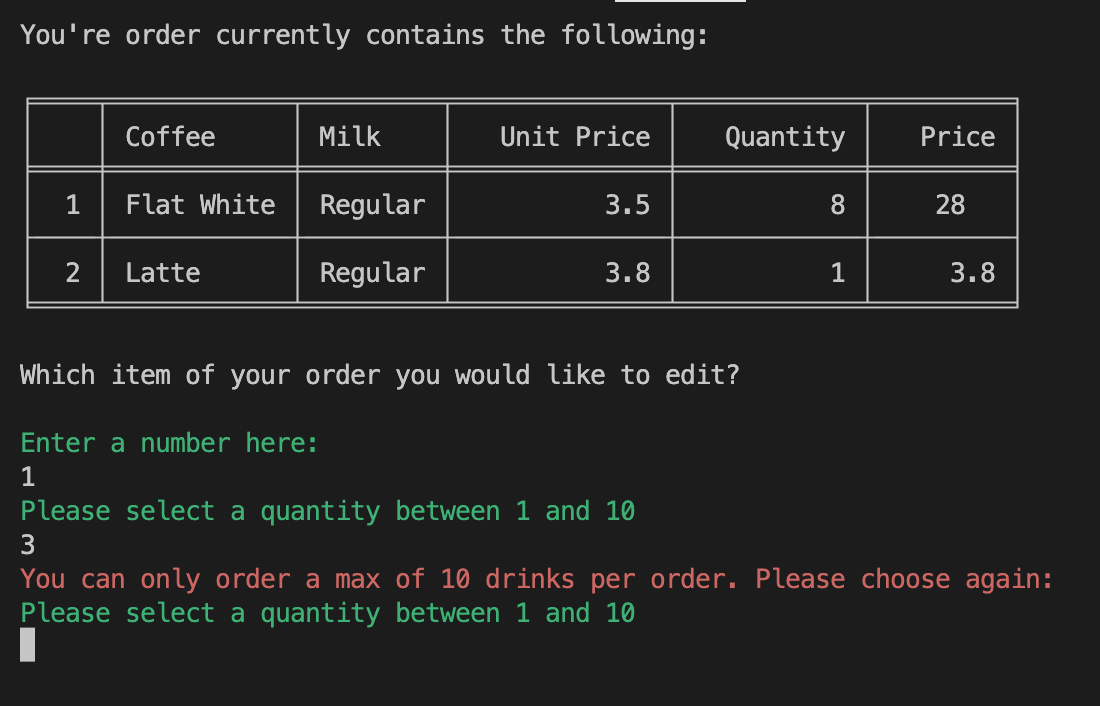 You're order currently contains the following:
Coffee Milk Unit Price Quantity Price
1 Flat White Regular 3.5 8 28
2 Latte Regular 3.8 1 3.8
Which item of your order you would like to edit?
Enter a number here:
1
Please select a quantity between 1 and 10
3
You can only order a max of 10 drinks per order. Please choose again:
Please select a quantity between 1 and 10